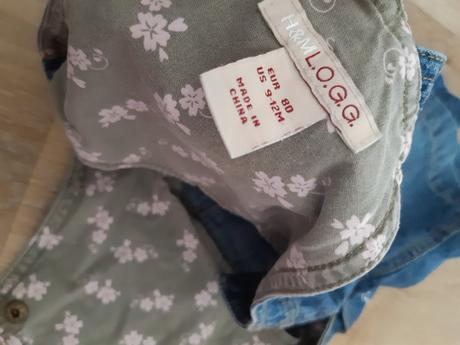 H&M L.O.G.G.
EUR 80
US 9-12M
MADE IN
CHINA